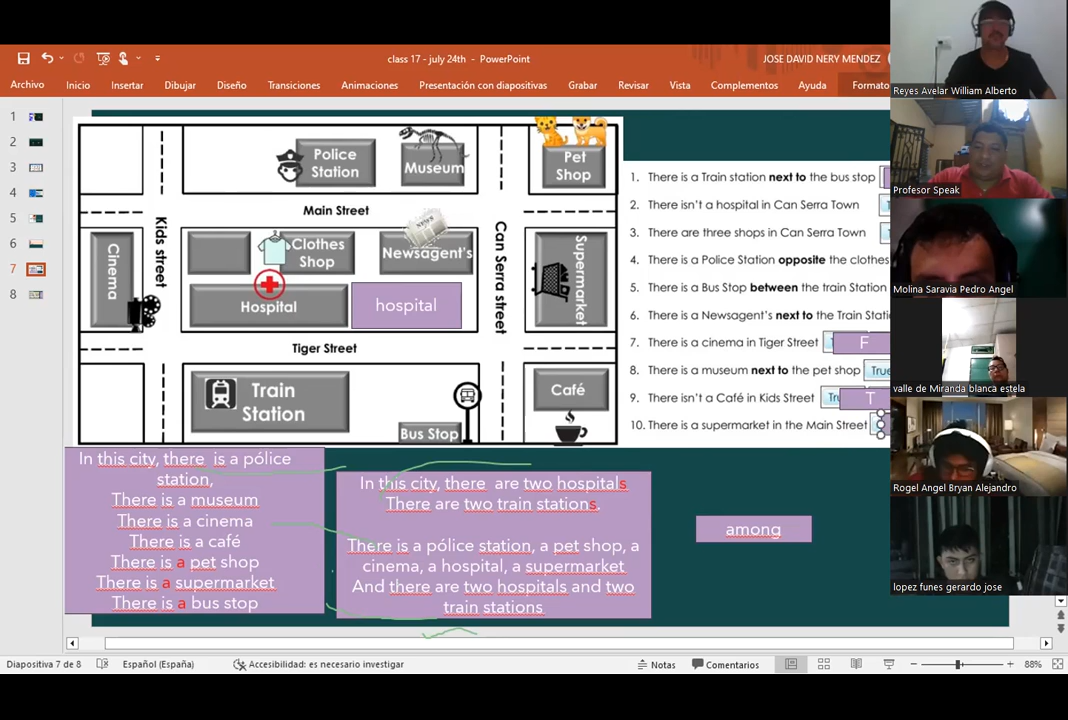 class 17 - july 24th - PowerPoint
JOSE DAVID NERY MENDEZ
Archivo Inicio Insertar Dibujar Diseño Transiciones Animaciones Presentación con diapositivas Grabar Revisar Vista Complementos Ayuda Formato
1
2
3
4
5
6
7
8
Police
Station
Museum
Pet
Shop
Main Street
Kids street
Can Serra street
Cinema
Clothes
Shop
NEWS
Newsagent's
Supermarket
Hospital
hospital
Tiger Street
Train
Station
Bus Stop
Café
1. There is a Train station next to the bus stop
2. There isn't a hospital in Can Serra Town
3. There are three shops in Can Serra Town
4. There is a Police Station opposite the clothes
5. There is a Bus Stop between the train Station
6. There is a Newsagent's next to the Train
7. There is a cinema in Tiger Street F
8. There is a museum next to the pet shop True
9. There isn't a Café in Kids Street T
10. There is a supermarket in the Main Street
In this city, there is a pólice
station,
There is a museum
There is a cinema
There is a café
There is a pet shop
There is a supermarket
There is a bus stop
In this city, there are two hospitals
There are two train stations.
There is a pólice station, a pet shop, a
cinema, a hospital, a supermarket
And there are two hospitals and two
train stations
among
Reyes Avelar William Alberto
Profesor Speak
Molina Saravia Pedro Angel
valle de Miranda blanca estela
Rogel Angel Bryan Alejandro
lopez funes gerardo jose
Diapositiva 7 de 8 Español (España) Accesibilidad: es necesario investigar Notas Comentarios 88%